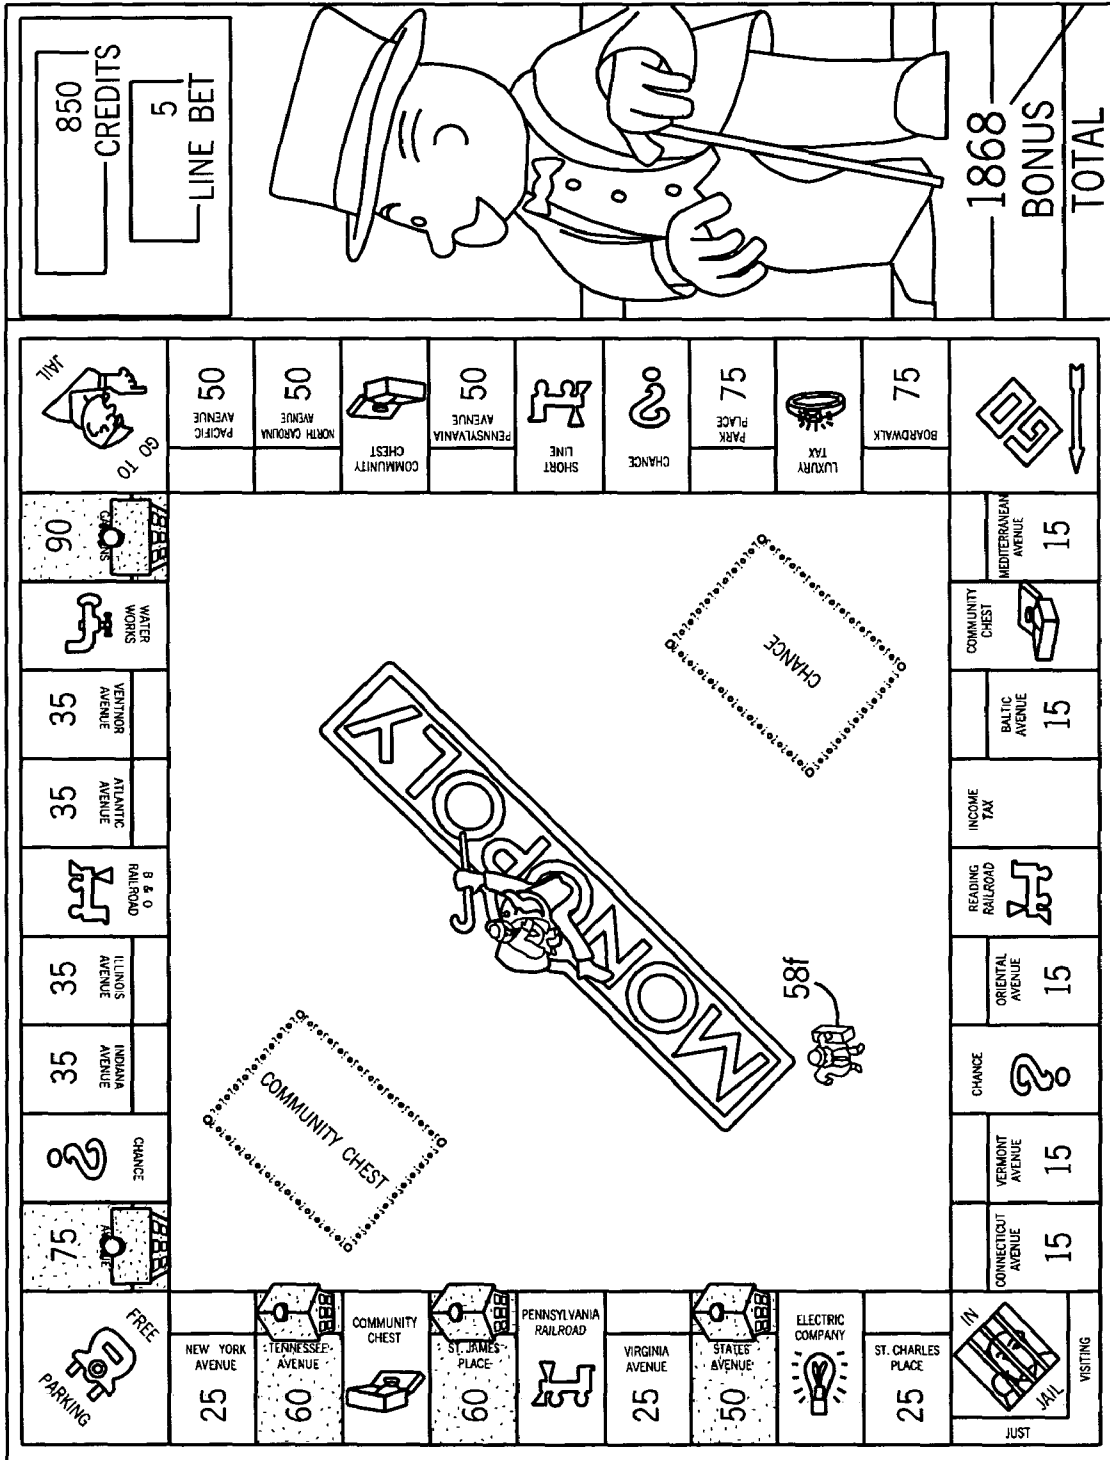 850
CREDITS
5
LINE BET
1868
BONUS
TOTAL
GO TO
JAIL
50
PACIFIC
AVENUE
50
NORTH CAROLINA
AVENUE
COMMUNITY
CHEST
50
PENNSYLVANIA
AVENUE
SHORT
LINE
CHANCE
75
PARK
PLACE
LUXURY
TAX
75
BOARDWALK
GO
MEDITERRANEAN
AVENUE
15
COMMUNITY
CHEST
BALTIC
AVENUE
15
INCOME
TAX
READING
RAILROAD
ORIENTAL
AVENUE
15
CHANCE
VERMONT
AVENUE
15
CONNECTICUT
AVENUE
15
IN
JAIL
JUST
VISITING
ST. CHARLES
PLACE
25
ELECTRIC
COMPANY
STATES
AVENUE
50
VIRGINIA
AVENUE
25
PENNSYLVANIA
RAILROAD
ST. JAMES
PLACE
60
COMMUNITY
CHEST
TENNESSEE
AVENUE
60
NEW YORK
AVENUE
25
FREE
PARKING
75
CHANCE
INDIANA
AVENUE
35
ILLINOIS
AVENUE
35
B & O
RAILROAD
ATLANTIC
AVENUE
35
VENTNOR
AVENUE
35
WATER
WORKS
90
COMMUNITY CHEST
MONOPOLY
CHANCE
58f